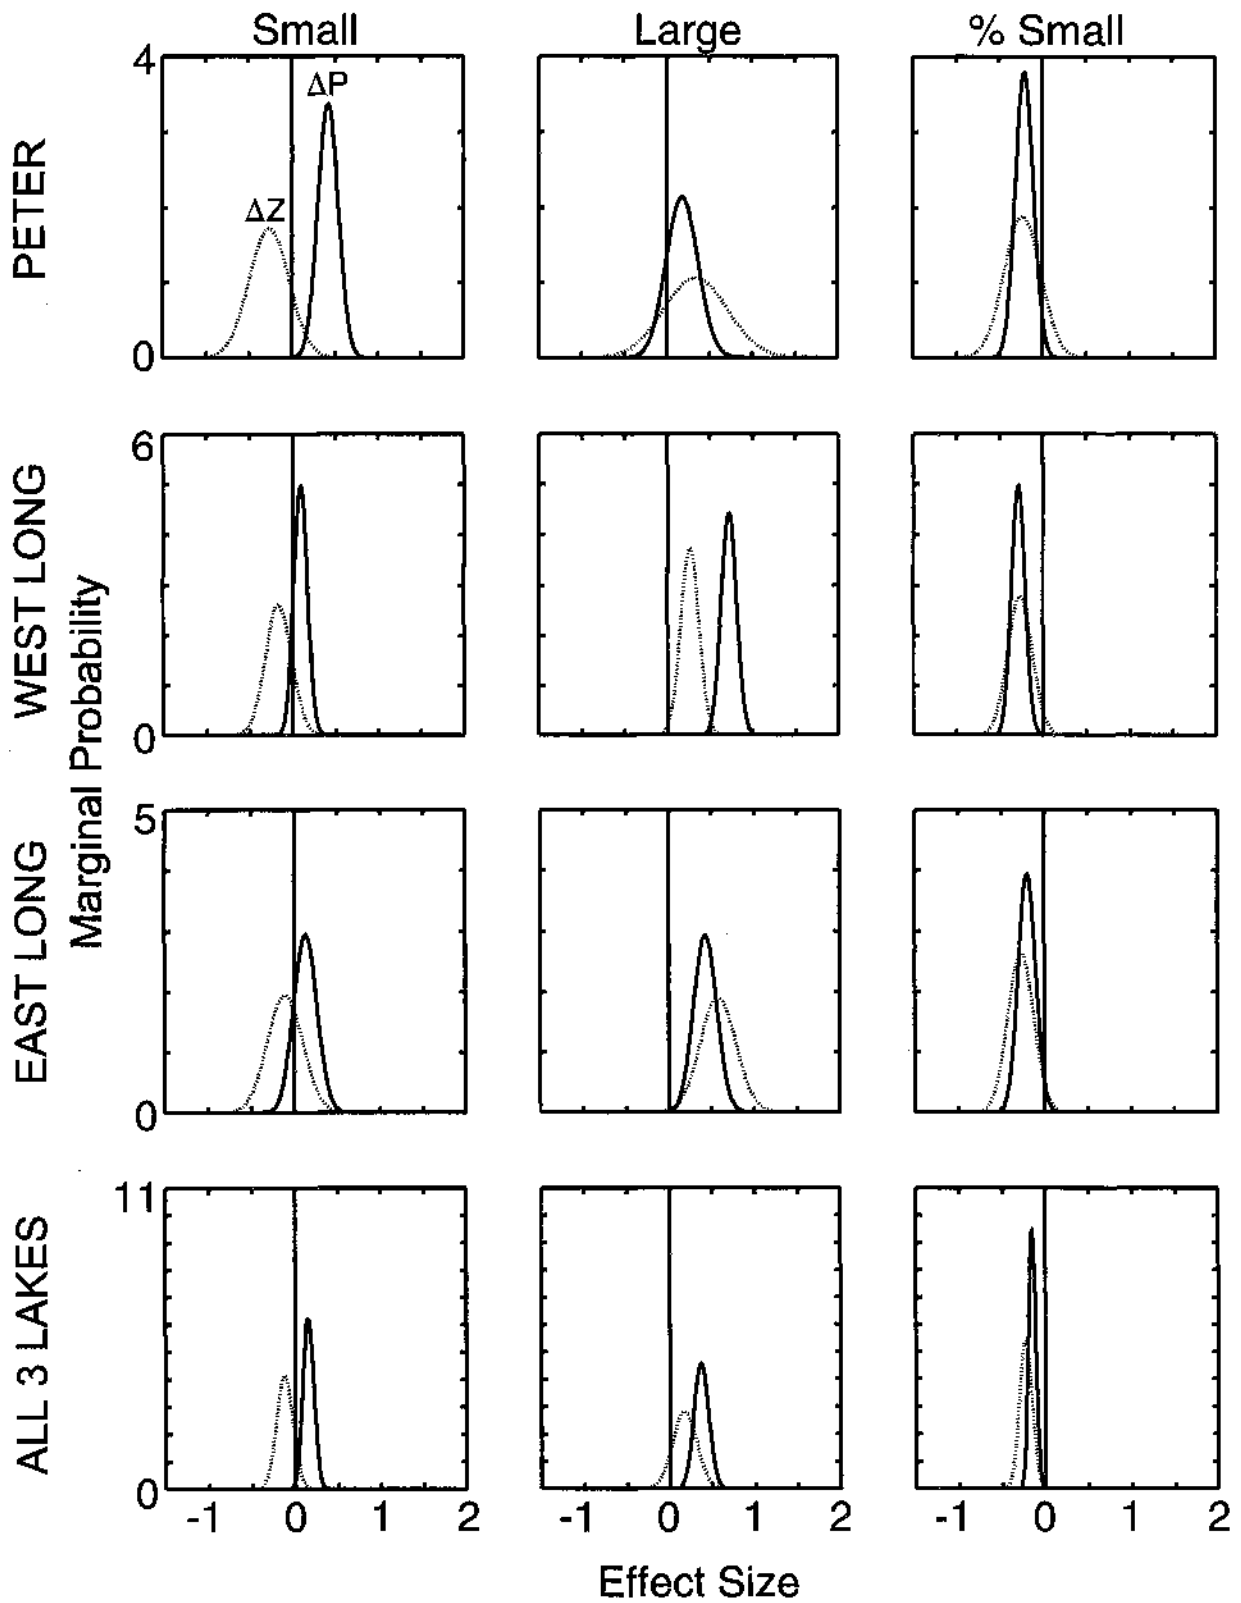 Small Large % Small
4
ΔP
ΔZ
0
PETER
6
0
WEST LONG
Marginal Probability
5
0
EAST LONG
11
0
ALL 3 LAKES
-1 0 1 2 -1 0 1 2 -1 0 1 2
Effect Size